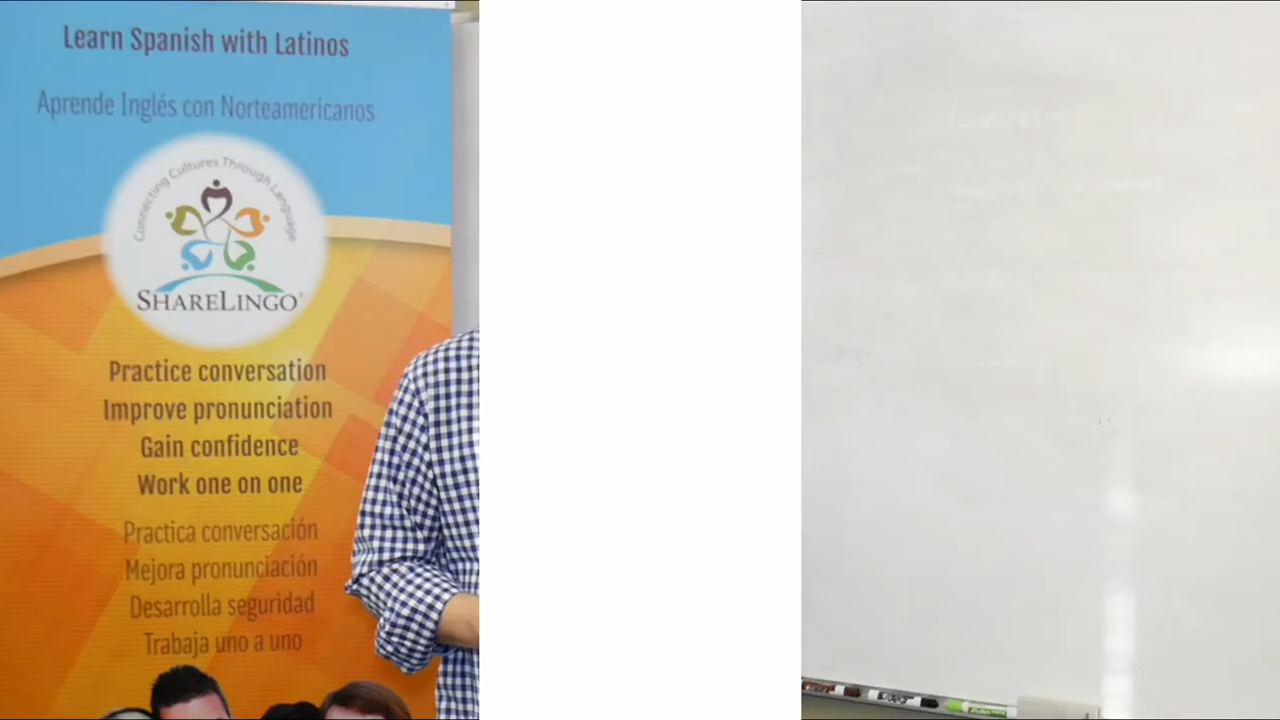 Learn Spanish with Latinos
Aprende Inglés con Norteamericanos
Connecting Cultures Through Language
SHARELINGO®
Practice conversation
Improve pronunciation
Gain confidence
Work one on one
Practica conversación
Mejora pronunciación
Desarrolla seguridad
Trabaja uno a uno